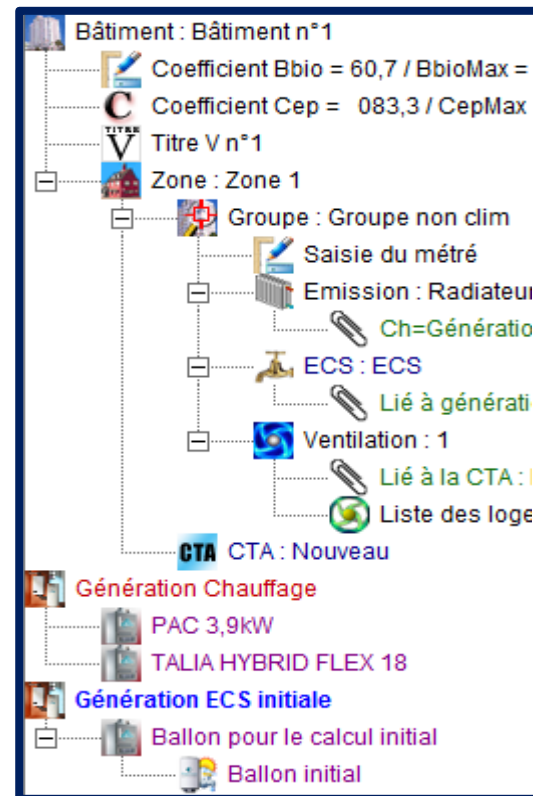 Bâtiment : Bâtiment n°1
Coefficient Bbio = 60,7 / BbioMax =
C Coefficient Cep = 083,3 / CepMax
TITRE V Titre V n°1
Zone : Zone 1
Groupe : Groupe non clim
Saisie du métré
Emission : Radiateur
Ch=Génératio
ECS : ECS
Lié à générati
Ventilation : 1
Lié à la CTA :
Liste des loge
CTA CTA : Nouveau
Génération Chauffage
PAC 3,9kW
TALIA HYBRID FLEX 18
Génération ECS initiale
Ballon pour le calcul initial
Ballon initial